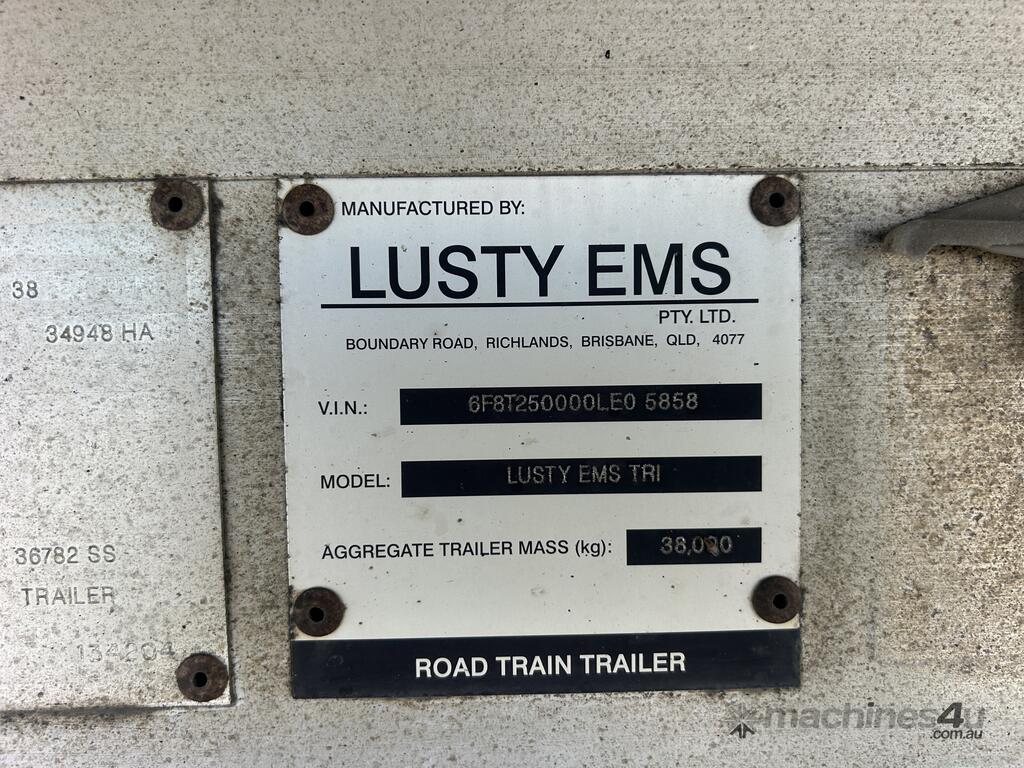 38
34948 HA
36782 SS
TRAILER
134204
MANUFACTURED BY:
LUSTY EMS
PTY. LTD.
BOUNDARY ROAD, RICHLANDS, BRISBANE, QLD, 4077
V.I.N.: 6F8T250000LE0 5858
MODEL: LUSTY EMS TRI
AGGREGATE TRAILER MASS (kg): 38,000
ROAD TRAIN TRAILER
machines4u
.com.au